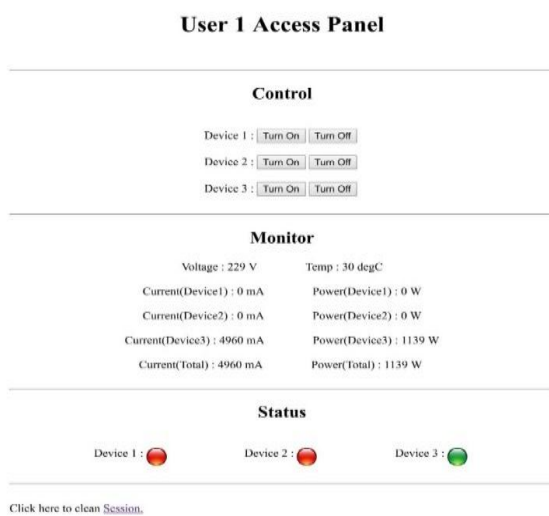 User 1 Access Panel
Control
Device 1 : Turn On Turn Off
Device 2 : Turn On Turn Off
Device 3 : Turn On Turn Off
Monitor
Voltage : 229 V Temp : 30 degC
Current(Device1) : 0 mA Power(Device1) : 0 W
Current(Device2) : 0 mA Power(Device2) : 0 W
Current(Device3) : 4960 mA Power(Device3) : 1139 W
Current(Total) : 4960 mA Power(Total) : 1139 W
Status
Device 1 : Device 2 : Device 3 :
Click here to clean Session.